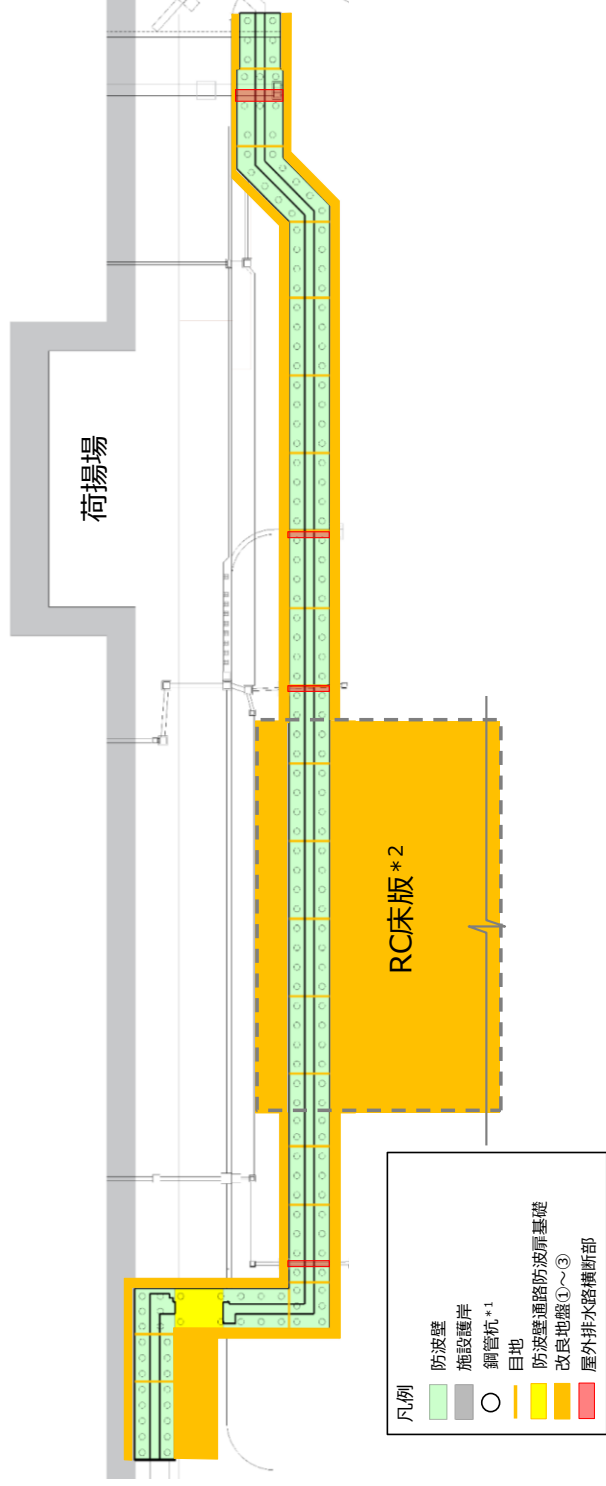 荷揚場
RC床版*2
凡例
防波壁
施設護岸
鋼管杭*1
目地
防波壁通路防波扉基礎
改良地盤①~③
屋外排水路横断部